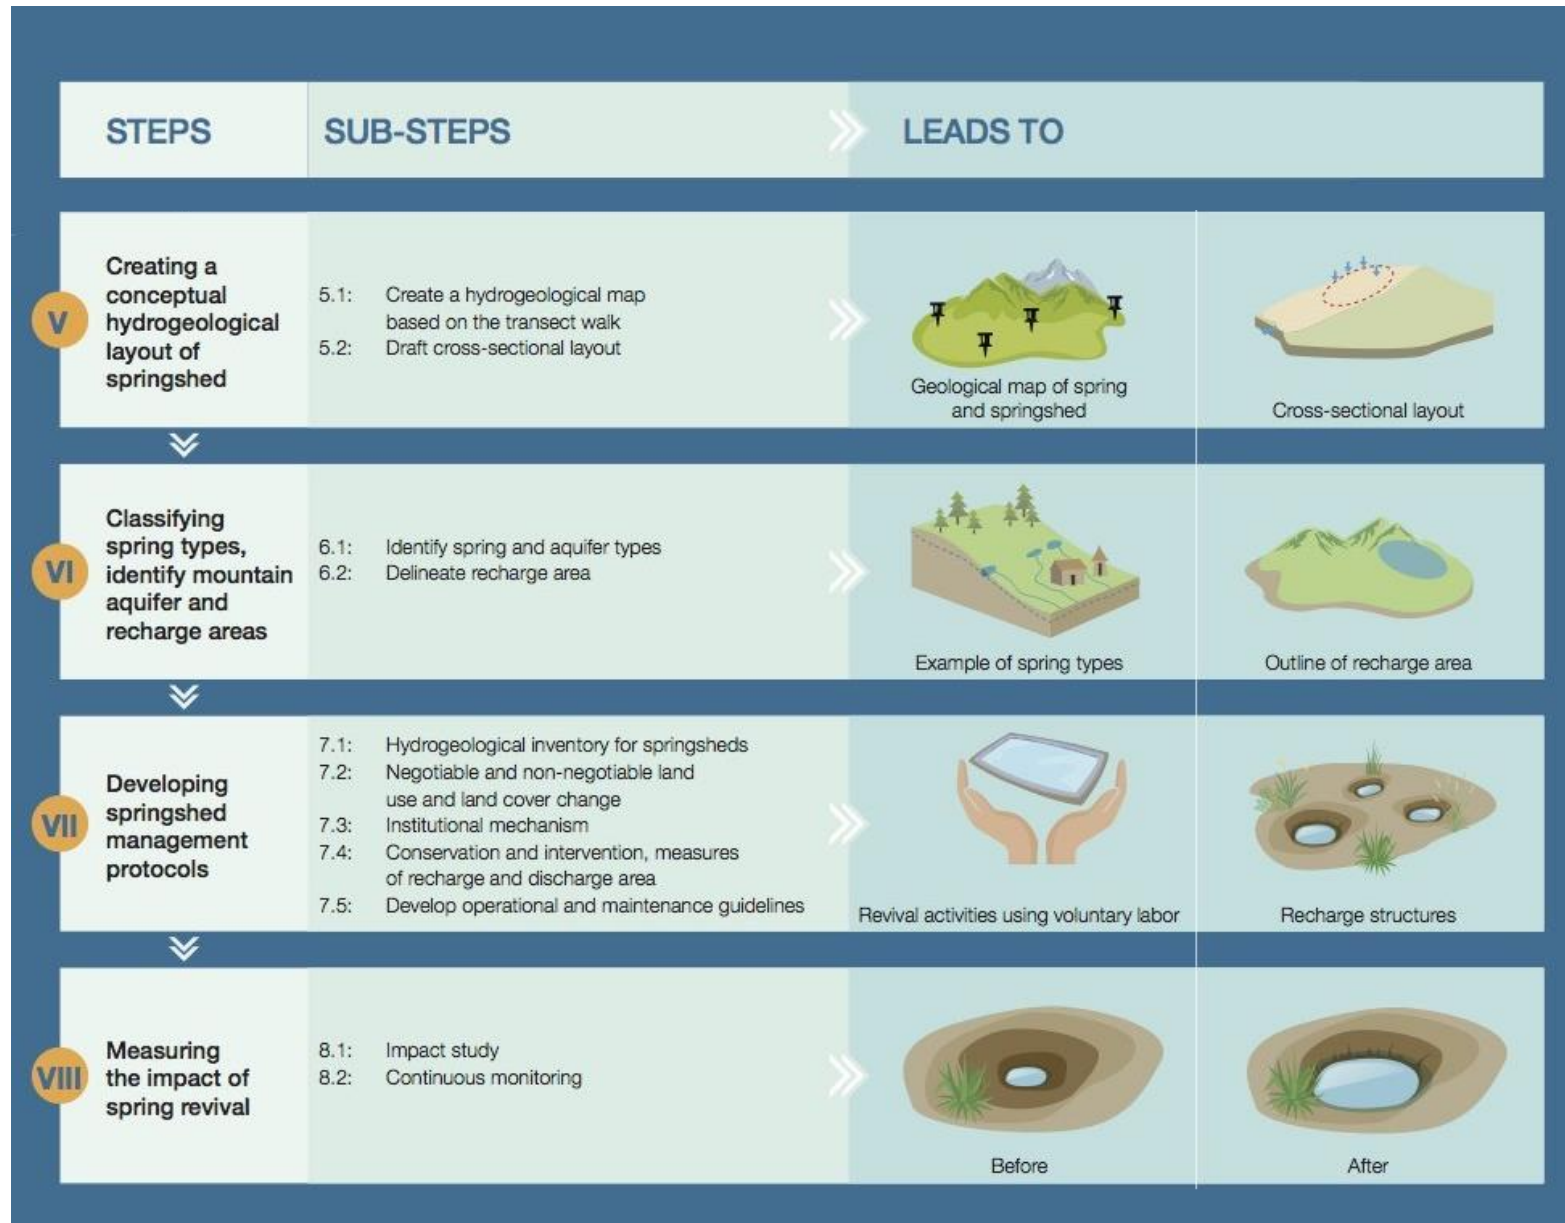 STEPS
SUB-STEPS
LEADS TO
V
Creating a
conceptual
hydrogeological
layout of
springshed
5.1: Create a hydrogeological map
based on the transect walk
5.2: Draft cross-sectional layout
Geological map of spring
and springshed
Cross-sectional layout
VI
Classifying
spring types,
identify mountain
aquifer and
recharge areas
6.1: Identify spring and aquifer types
6.2: Delineate recharge area
Example of spring types
Outline of recharge area
VII
Developing
springshed
management
protocols
7.1: Hydrogeological inventory for springsheds
7.2: Negotiable and non-negotiable land
use and land cover change
7.3: Institutional mechanism
7.4: Conservation and intervention, measures
of recharge and discharge area
7.5: Develop operational and maintenance guidelines
Revival activities using voluntary labor
Recharge structures
VIII
Measuring
the impact of
spring revival
8.1: Impact study
8.2: Continuous monitoring
Before
After